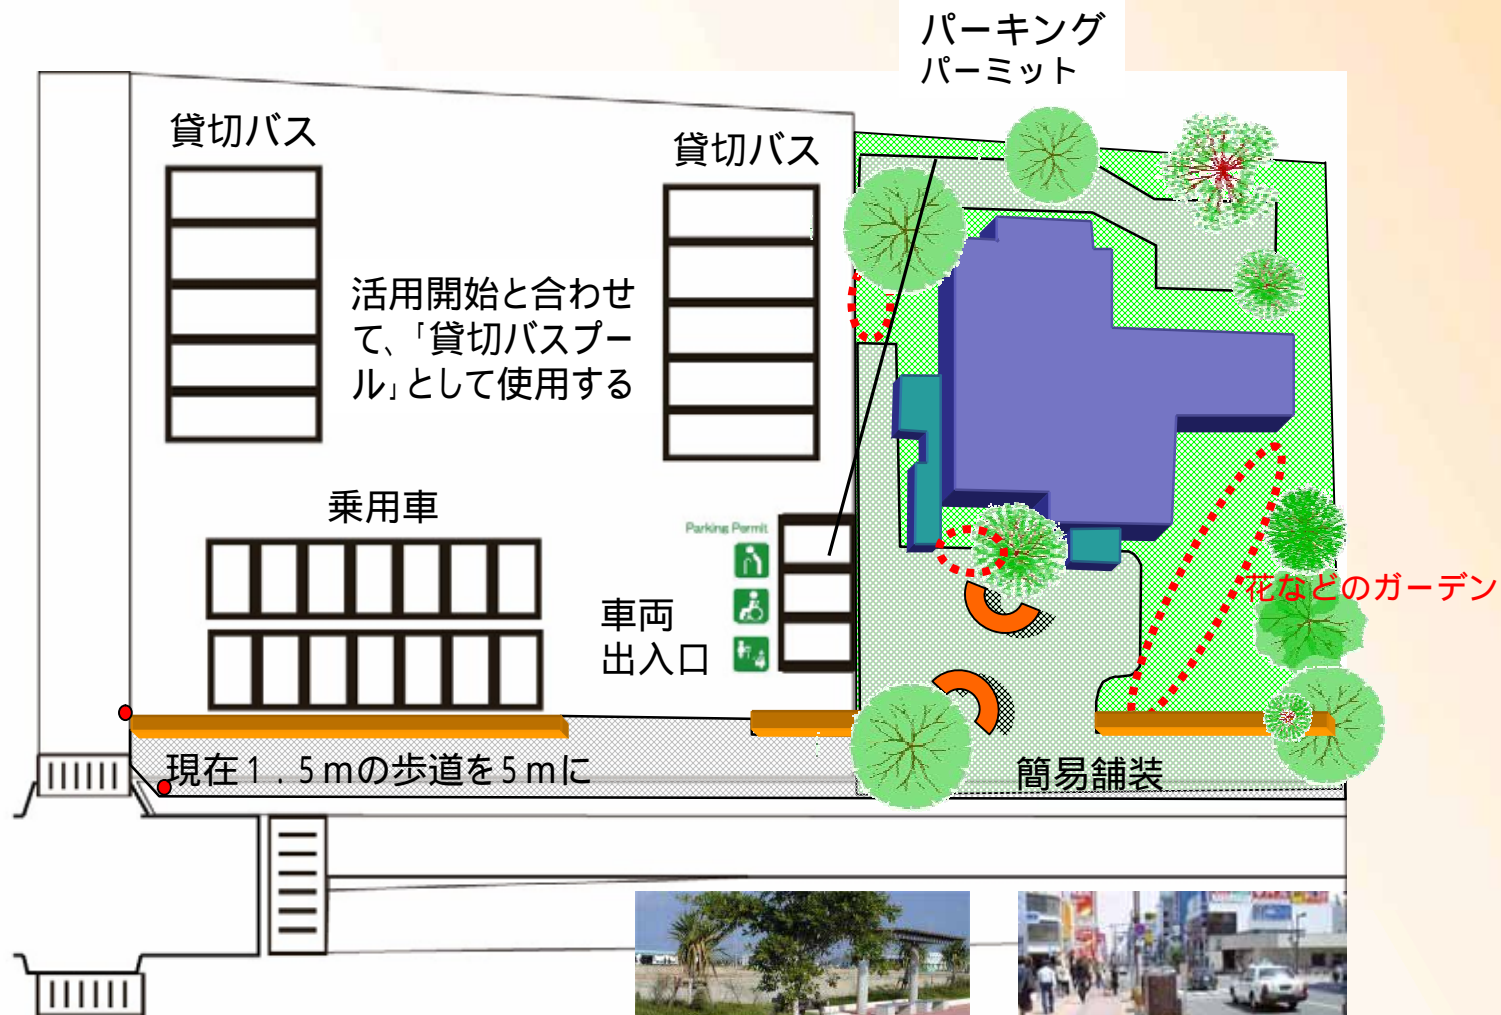 パーキング
パーミット
貸切バス
貸切バス
活用開始と合わせ
て、「貸切バスプー
ル」として使用する
乗用車
Parking Permit
車両
出入口
花などのガーデン
現在１．５ｍの歩道を５ｍに
簡易舗装